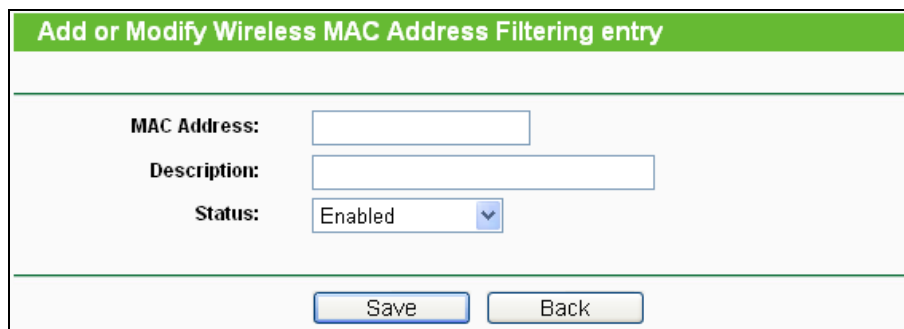 Add or Modify Wireless MAC Address Filtering entry
MAC Address:
Description:
Status: Enabled
Save Back